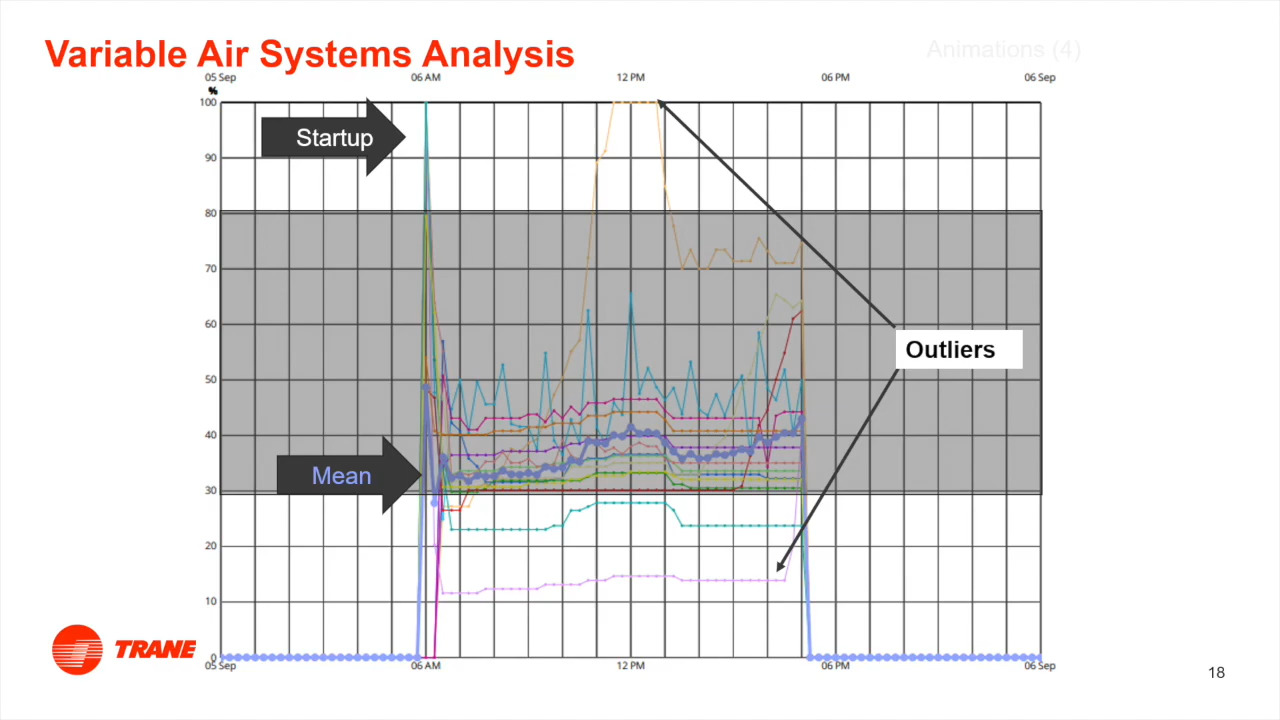 Variable Air Systems Analysis
Animations (4)
05 Sep 06 AM 12 PM 06 PM 06 Sep
%
100
Startup
90
80
70
60
Outliers
50
40
Mean
30
20
10
TRANE
0
05 Sep 06 AM 12 PM 06 PM 06 Sep
18